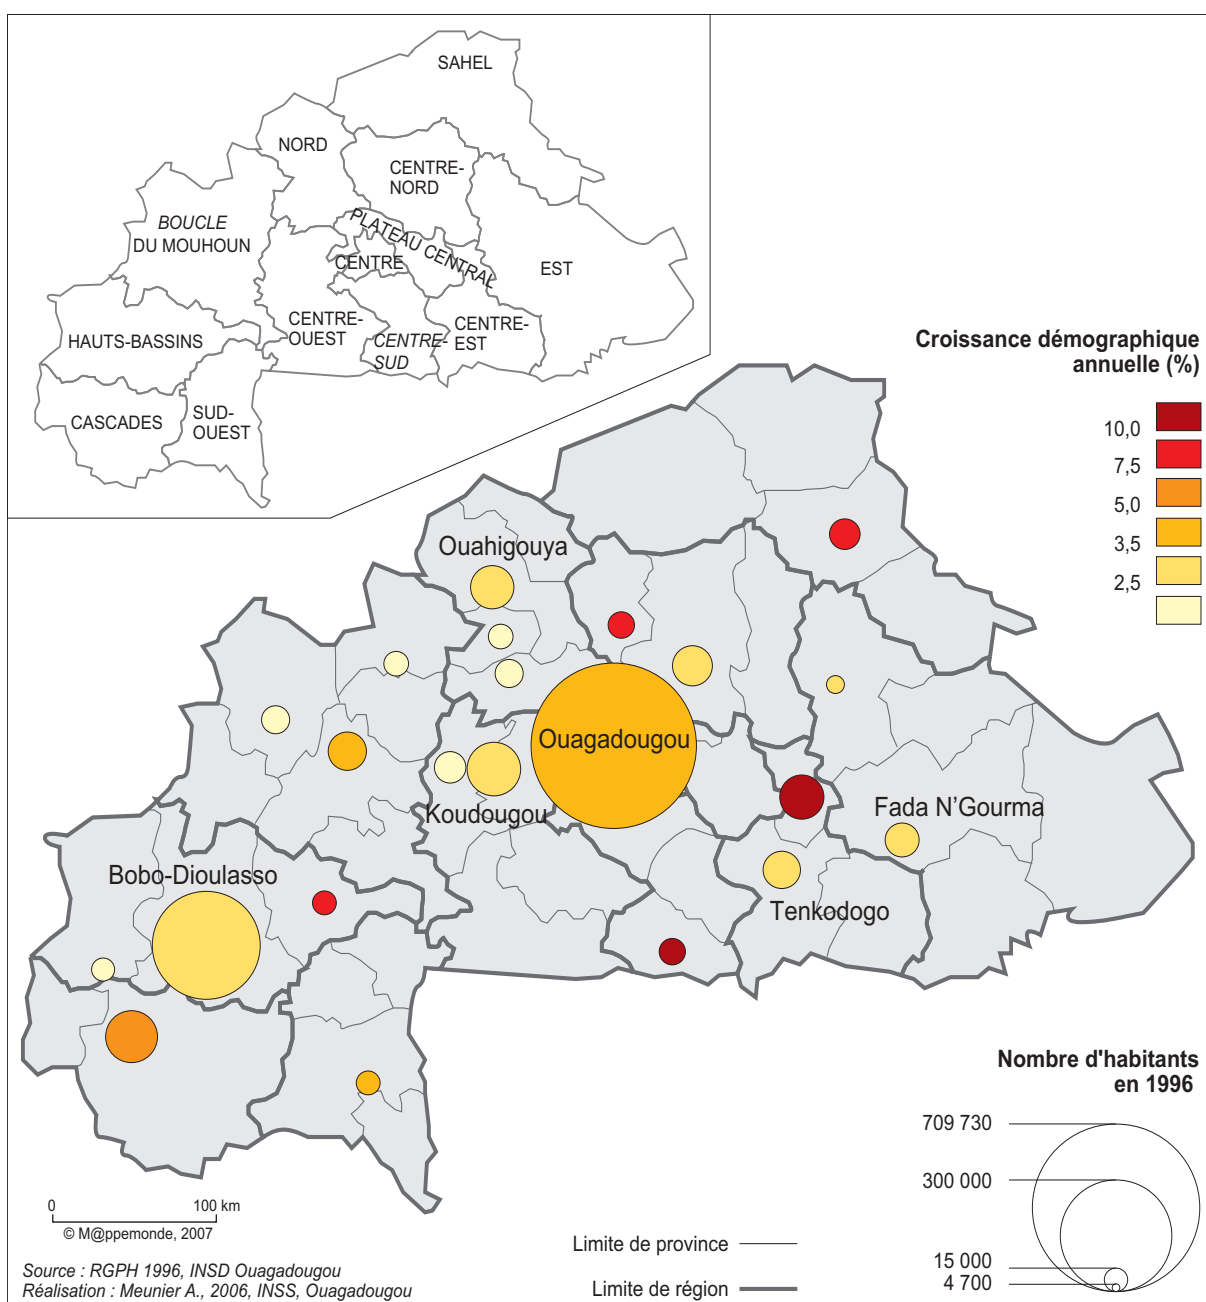 SAHEL
NORD
CENTRE-
NORD
BOUCLE
DU MOUHOUN
PLATEAU CENTRAL
CENTRE
EST
HAUTS-BASSINS
CENTRE-
OUEST
CENTRE-
SUD
CENTRE-
EST
CASCADES
SUD-
OUEST
Croissance démographique
annuelle (%)
10,0
7,5
5,0
3,5
2,5
Ouahigouya
Ouagadougou
Koudougou
Fada N’Gourma
Bobo-Dioulasso
Tenkodogo
Nombre d'habitants
en 1996
709 730
300 000
15 000
4 700
0 100 km
© M@ppemonde, 2007
Limite de province
Limite de région
Source : RGPH 1996, INSD Ouagadougou
Réalisation : Meunier A., 2006, INSS, Ouagadougou